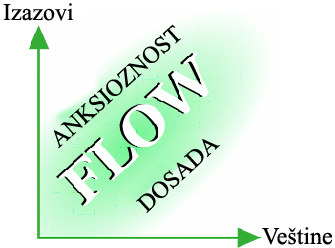 Izazovi
ANKSIOZNOST
FLOW
DOSADA
Veštine